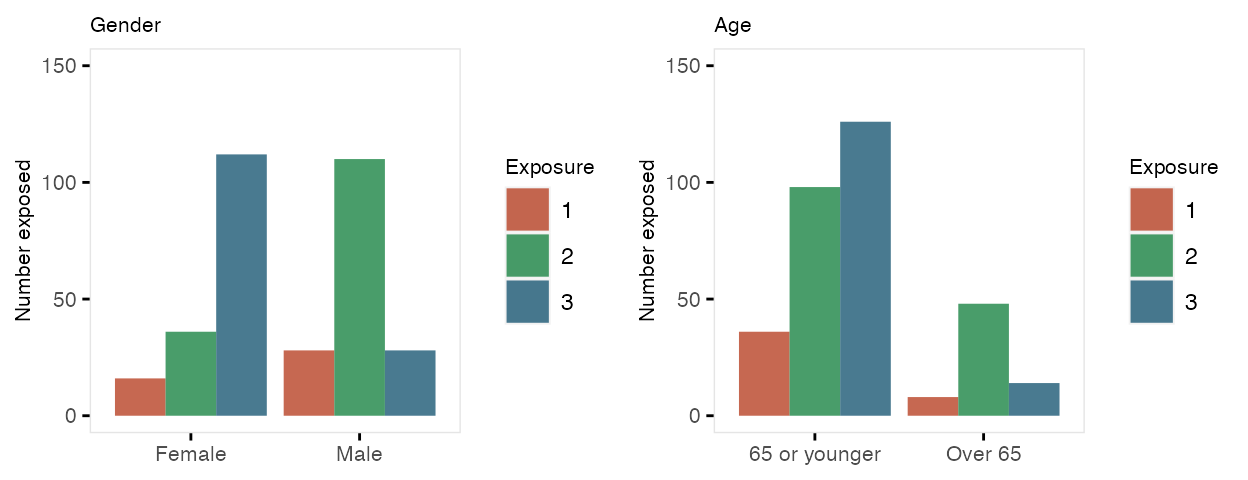 Gender
150
100
50
0
Number exposed
Female
Male
Exposure
1
2
3
Age
150
100
50
0
Number exposed
65 or younger
Over 65
Exposure
1
2
3